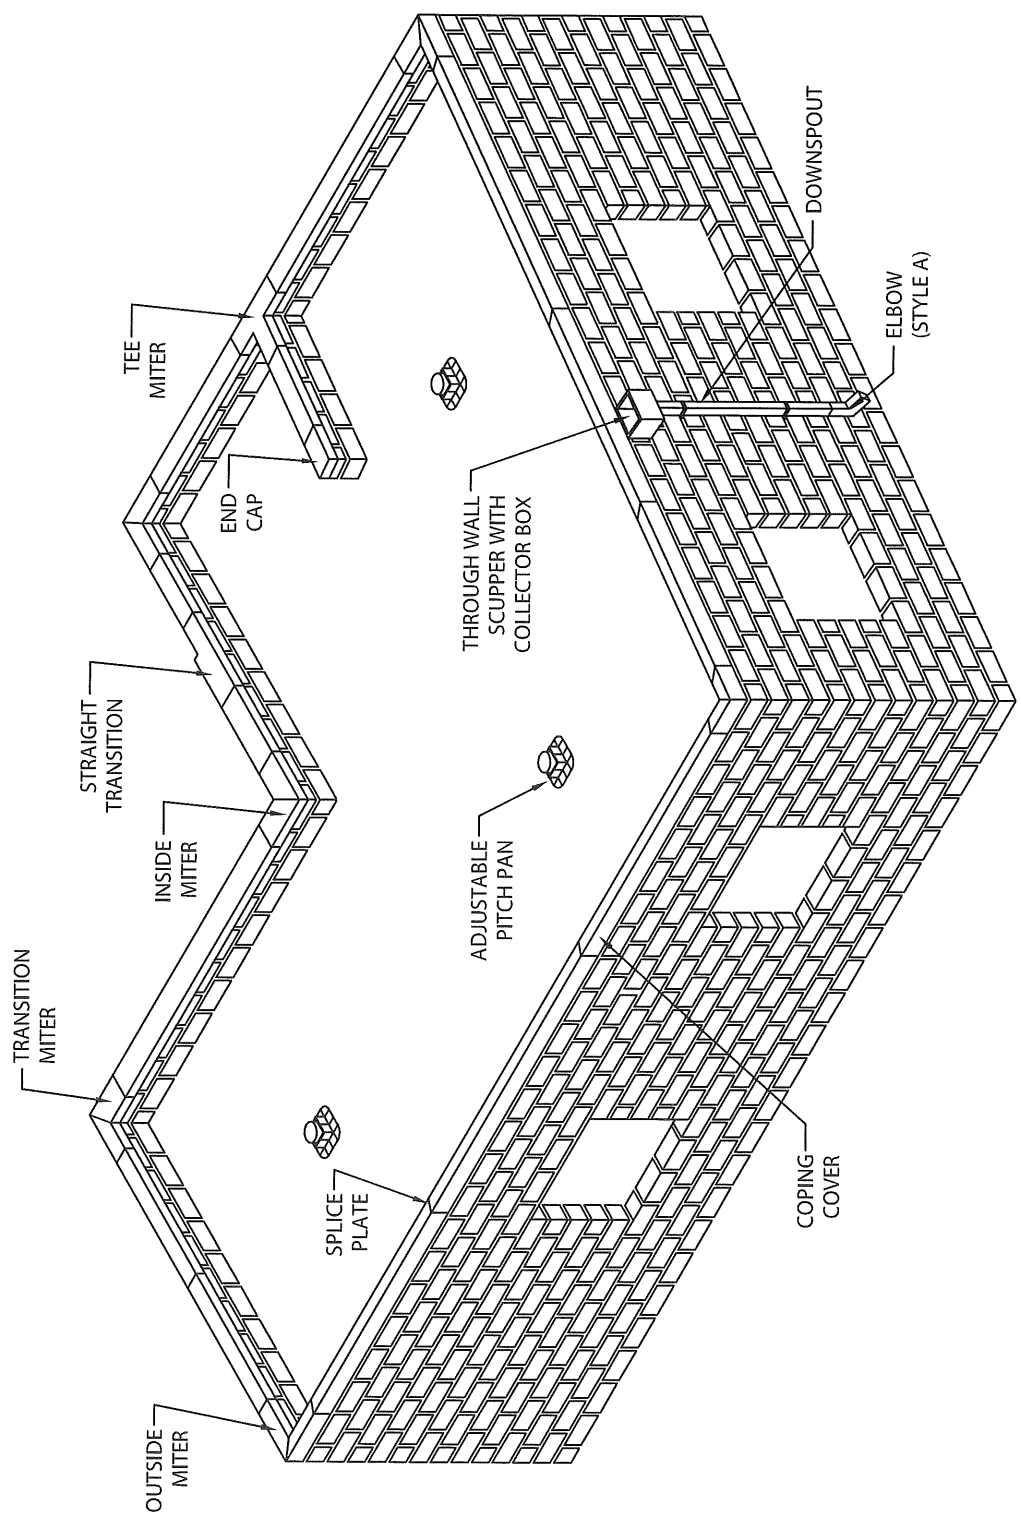 OUTSIDE
MITER
TRANSITION
MITER
INSIDE
MITER
STRAIGHT
TRANSITION
TEE
MITER
END
CAP
SPLICE
PLATE
ADJUSTABLE
PITCH PAN
THROUGH WALL
SCUPPER WITH
COLLECTOR BOX
COPING
COVER
ELBOW
(STYLE A)
DOWNSPOUT